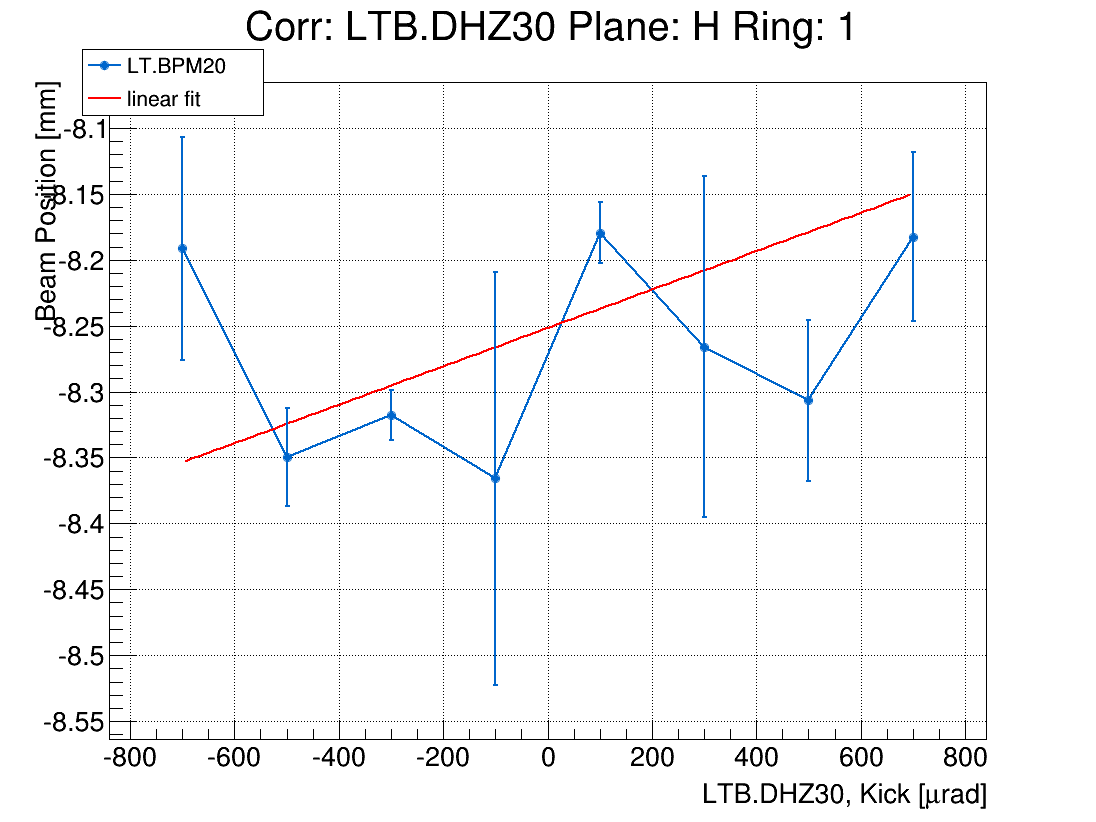 Corr: LTB.DHZ30 Plane: H Ring: 1
LT.BPM20
linear fit
Beam Position [mm]
-8.1
-8.15
-8.2
-8.25
-8.3
-8.35
-8.4
-8.45
-8.5
-8.55
-800 -600 -400 -200 0 200 400 600 800
LTB.DHZ30, Kick [μrad]